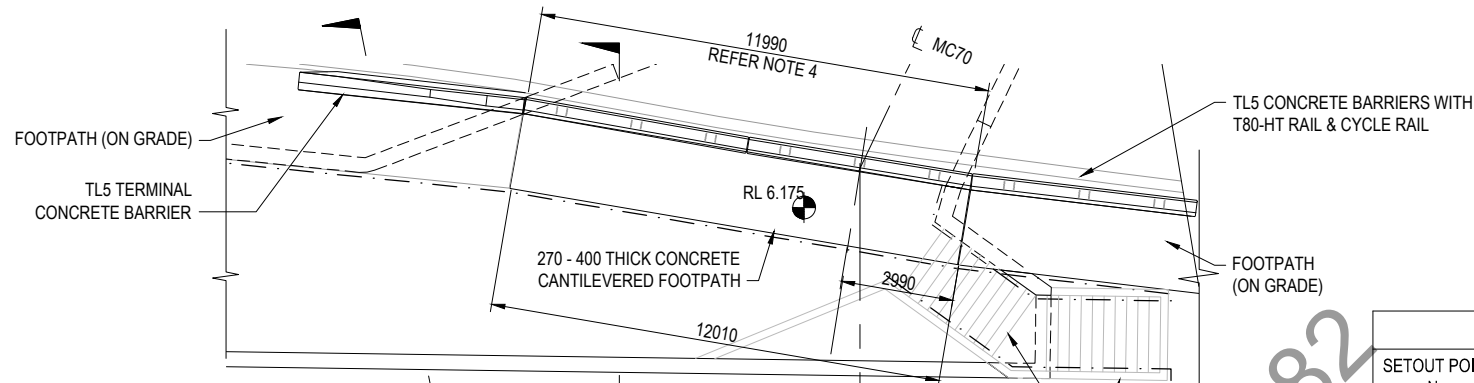 11990
REFER NOTE 4
℄ MC70
TL5 CONCRETE BARRIERS WITH
T80-HT RAIL & CYCLE RAIL
FOOTPATH (ON GRADE)
TL5 TERMINAL
CONCRETE BARRIER
RL 6.175
270 - 400 THICK CONCRETE
CANTILEVERED FOOTPATH
2990
FOOTPATH
(ON GRADE)
12010
82
SETOUT